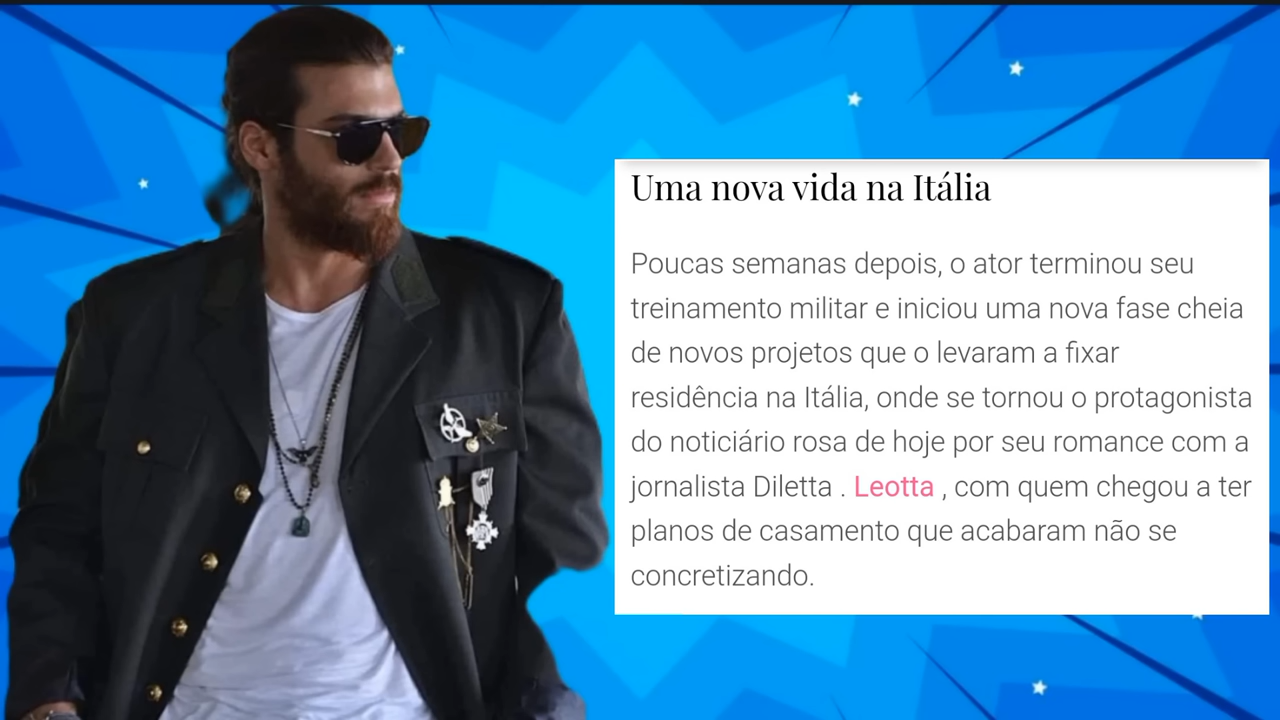 Uma nova vida na Itália
Poucas semanas depois, o ator terminou seu
treinamento militar e iniciou uma nova fase cheia
de novos projetos que o levaram a fixar
residência na Itália, onde se tornou o protagonista
do noticiário rosa de hoje por seu romance com a
jornalista Diletta . Leotta , com quem chegou a ter
planos de casamento que acabaram não se
concretizando.